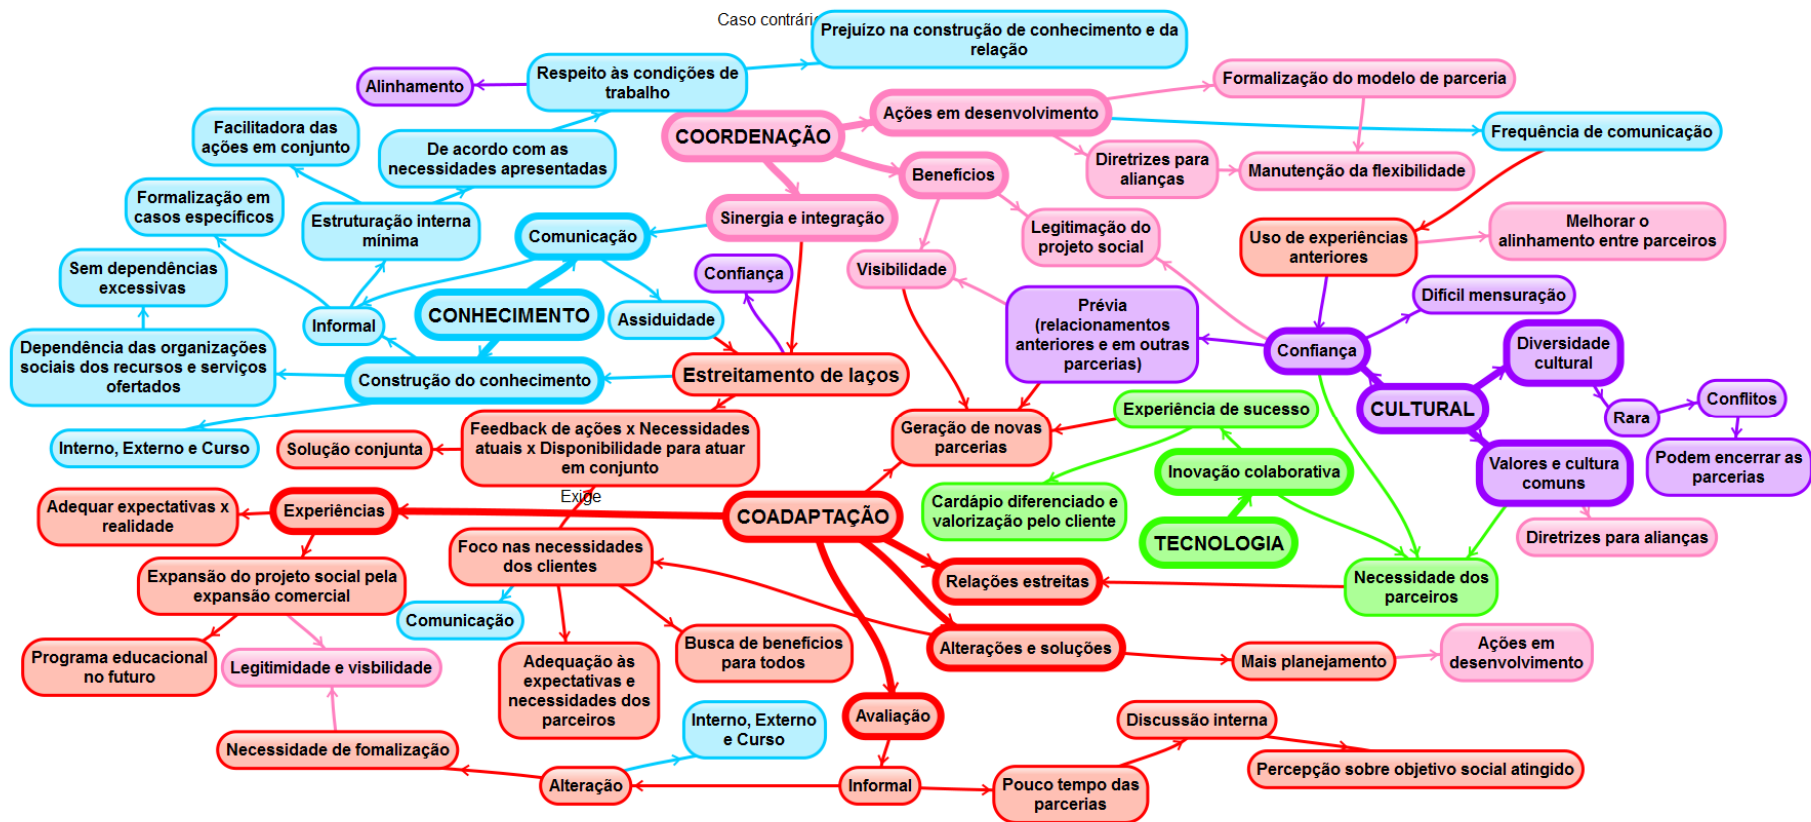 Caso contrário
Prejuízo na construção de conhecimento e da
relação
Alinhamento
Respeito às condições de
trabalho
Formalização do modelo de parceria
Facilitadora das
ações em conjunto
De acordo com as
necessidades apresentadas
COORDENAÇÃO
Ações em desenvolvimento
Frequência de comunicação
Diretrizes para
alianças
Manutenção da flexibilidade
Benefícios
Formalização em
casos específicos
Estruturação interna
mínima
Comunicação
Sinergia e integração
Legitimação do
projeto social
Uso de experiências
anteriores
Melhorar o
alinhamento entre parceiros
Sem dependências
excessivas
Confiança
Visibilidade
Prévia
(relacionamentos
anteriores e em outras
parcerias)
Difícil mensuração
CONHECIMENTO
Informal
Assiduidade
Dependência das organizações
sociais dos recursos e serviços
ofertados
Construção do conhecimento
Estreitamento de laços
Confiança
Diversidade
cultural
CULTURAL
Rara
Conflitos
Podem encerrar as
parcerias
Interno, Externo e Curso
Solução conjunta
Feedback de ações x Necessidades
atuais x Disponibilidade para atuar
em conjunto
Geração de novas
parcerias
Experiência de sucesso
Inovação colaborativa
Valores e cultura
comuns
Cardápio diferenciado e
valorização pelo cliente
TECNOLOGIA
Diretrizes para alianças
Exige
Adequar expectativas x
realidade
Experiências
COADAPTAÇÃO
Foco nas necessidades
dos clientes
Relações estreitas
Necessidade dos
parceiros
Expansão do projeto social pela
expansão comercial
Comunicação
Programa educacional
no futuro
Legitimidade e visbilidade
Adequação às
expectativas e
necessidades dos
parceiros
Busca de benefícios
para todos
Alterações e soluções
Mais planejamento
Ações em
desenvolvimento
Avaliação
Interno, Externo
e Curso
Discussão interna
Necessidade de fomalização
Alteração
Informal
Pouco tempo das
parcerias
Percepção sobre objetivo social atingido